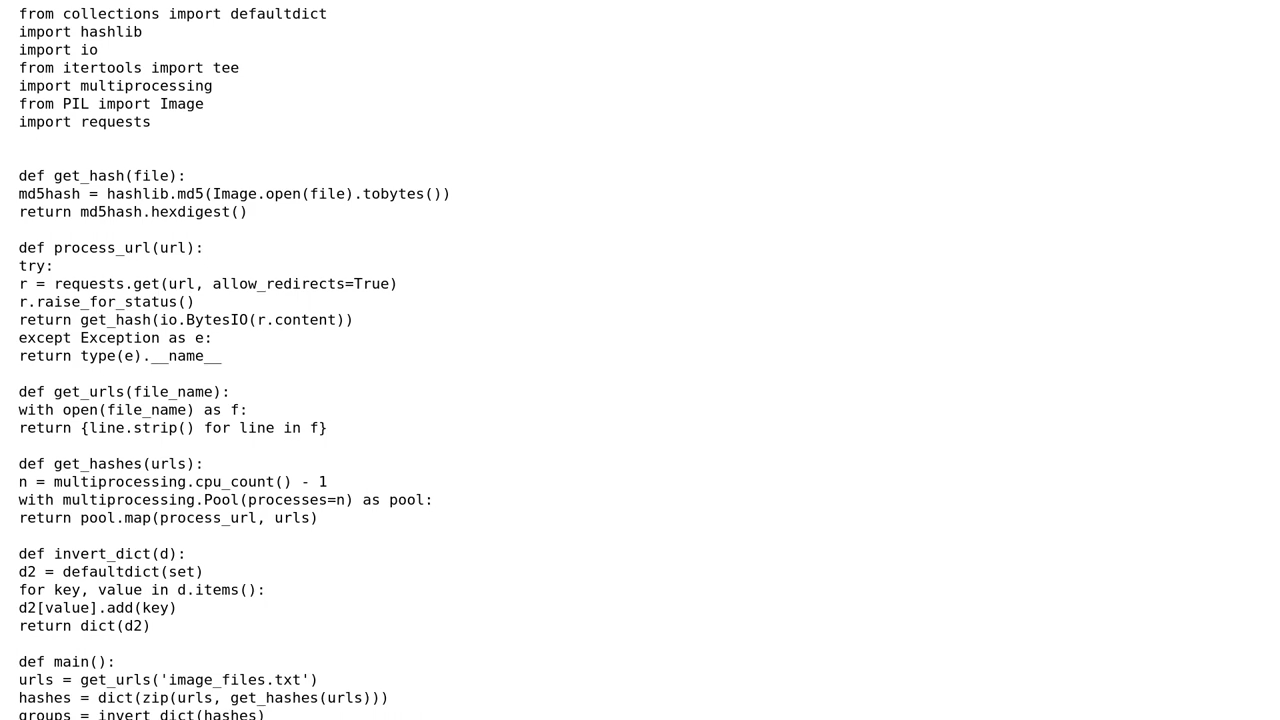 from collections import defaultdict
import hashlib
import io
from itertools import tee
import multiprocessing
from PIL import Image
import requests
def get_hash(file):
md5hash = hashlib.md5(Image.open(file).tobytes())
return md5hash.hexdigest()
def process_url(url):
try:
r = requests.get(url, allow_redirects=True)
r.raise_for_status()
return get_hash(io.BytesIO(r.content))
except Exception as e:
return type(e).__name__
def get_urls(file_name):
with open(file_name) as f:
return {line.strip() for line in f}
def get_hashes(urls):
n = multiprocessing.cpu_count() - 1
with multiprocessing.Pool(processes=n) as pool:
return pool.map(process_url, urls)
def invert_dict(d):
d2 = defaultdict(set)
for key, value in d.items():
d2[value].add(key)
return dict(d2)
def main():
urls = get_urls('image_files.txt')
hashes = dict(zip(urls, get_hashes(urls)))
groups = invert_dict(hashes)